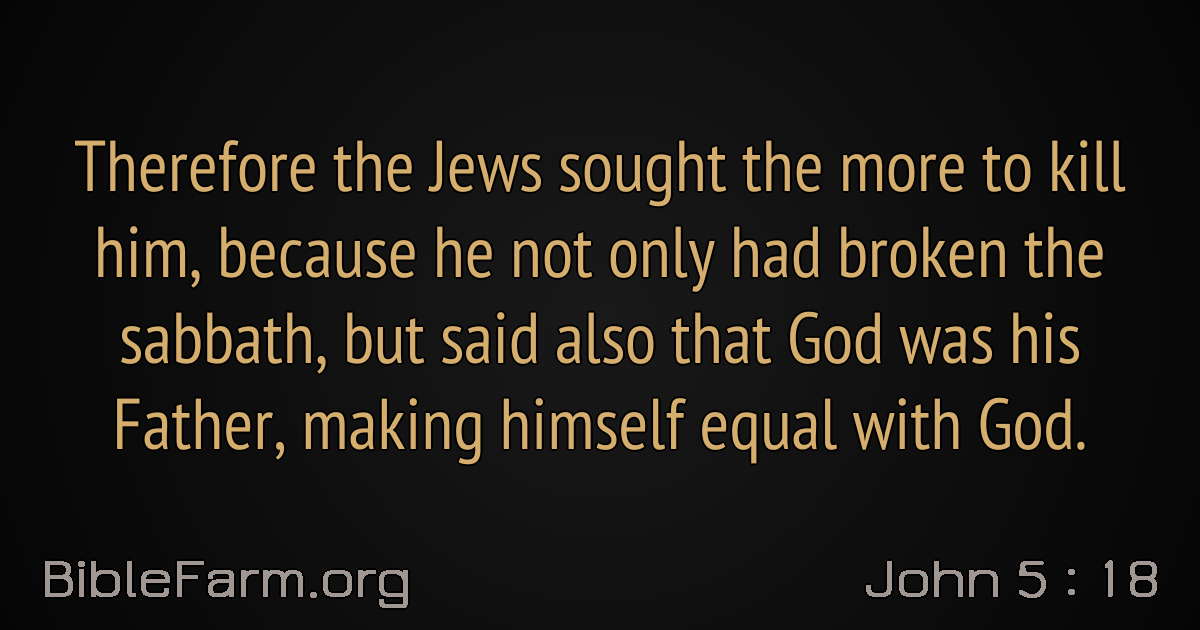 Therefore the Jews sought the more to kill
him, because he not only had broken the
sabbath, but said also that God was his
Father, making himself equal with God.
BibleFarm.org
John 5 : 18